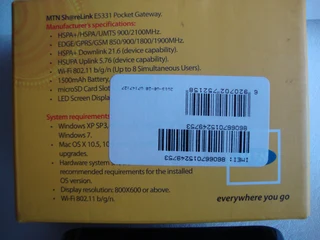 MTN Sh@reLink E5331 Pocket Gateway.
Manufacturer's specifications:
• HSPA+/HSPA/UMTS 900/2100MHz.
• EDGE/GPRS/GSM 850/900/1800/1900MHz.
• HSPA+ Downlink 21.6 (device capability).
• HSUPA Uplink 5.76 (device capability).
• Wi-Fi 802.11 b/g/n (Up to 8 Simultaneous Users).
• 1500mAh Battery
• microSD Card Slot
• LED Screen Display
System requirements
• Windows XP SP3,
Windows 7.
• Mac OS X 10.5, 10
upgrades.
• Hardware system
recommended requirements for the installed
OS version.
• Display resolution: 800X600 or above.
• Wi-Fi 802.11 b/g/n.
everywhere you go